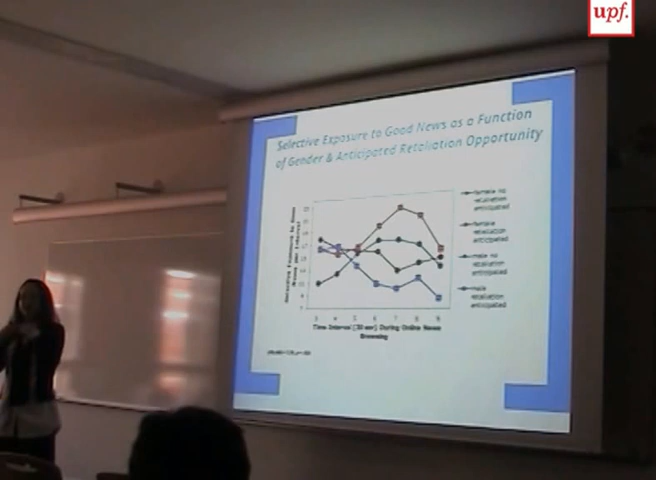 upf.
Selective Exposure to Good News as a Function
of Gender & Anticipated Retaliation Opportunity
female no
retaliation
anticipated
female
retaliation
anticipated
male no
retaliation
anticipated
male
retaliation
anticipated
Time Interval (30 sec) During Online News
Browsing